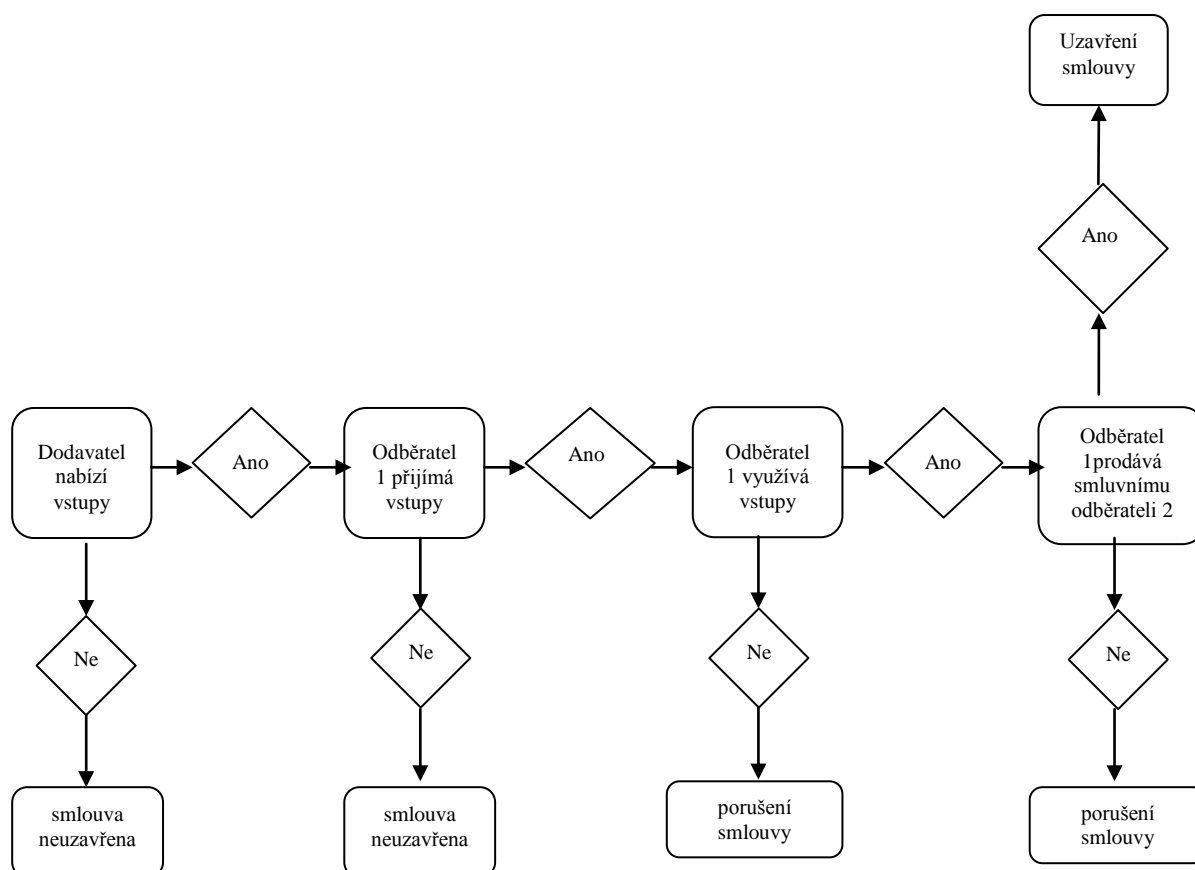 Uzavření
smlouvy
Ano
Dodavatel
nabízí
vstupy
Ano
Odběratel
1 přijímá
vstupy
Ano
Odběratel
1 využívá
vstupy
Ano
Odběratel
1prodává
smluvnímu
odběrateli 2
Ne
Ne
Ne
Ne
smlouva
neuzavřena
smlouva
neuzavřena
porušení
smlouvy
porušení
smlouvy